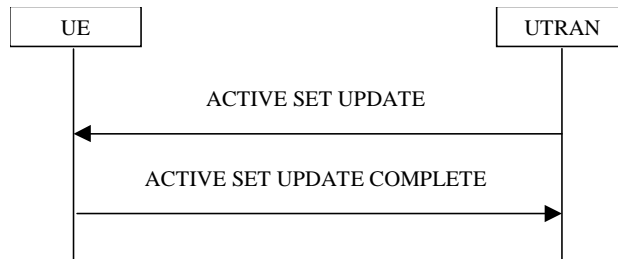 UE
UTRAN
ACTIVE SET UPDATE
ACTIVE SET UPDATE COMPLETE